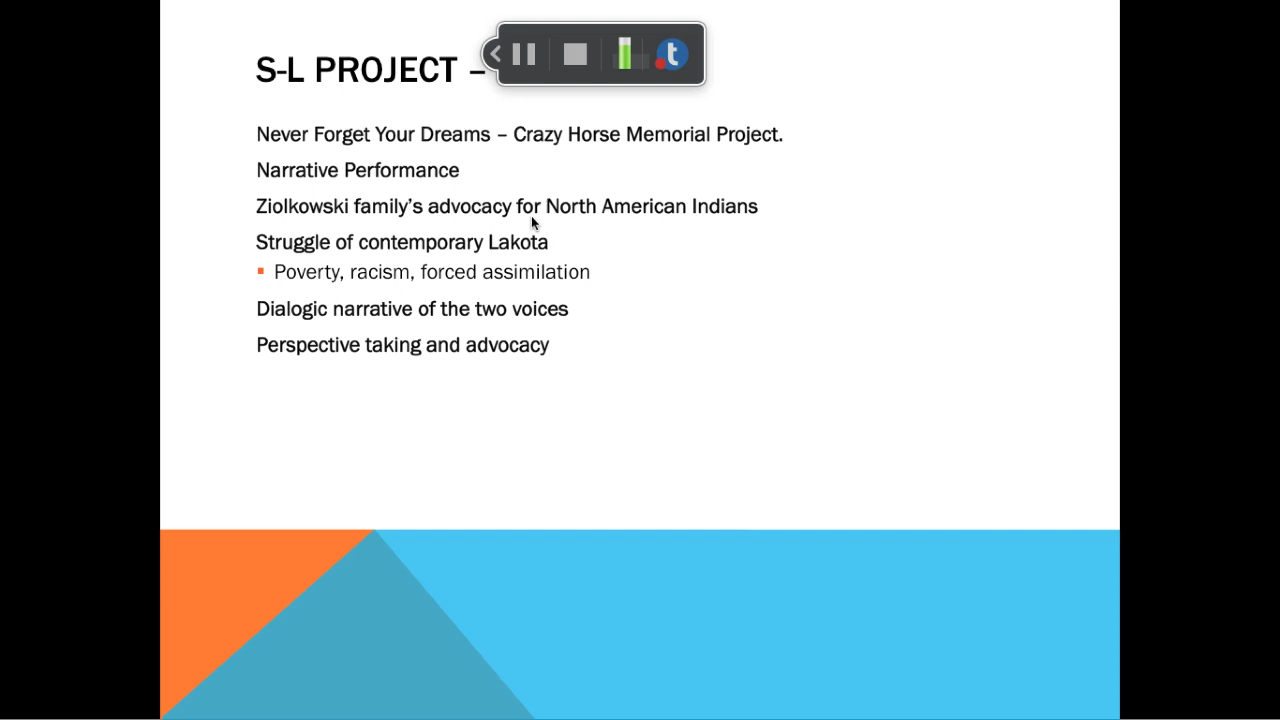 S-L PROJECT –
t
Never Forget Your Dreams – Crazy Horse Memorial Project.
Narrative Performance
Ziolkowski family's advocacy for North American Indians
Struggle of contemporary Lakota
Poverty, racism, forced assimilation
Dialogic narrative of the two voices
Perspective taking and advocacy